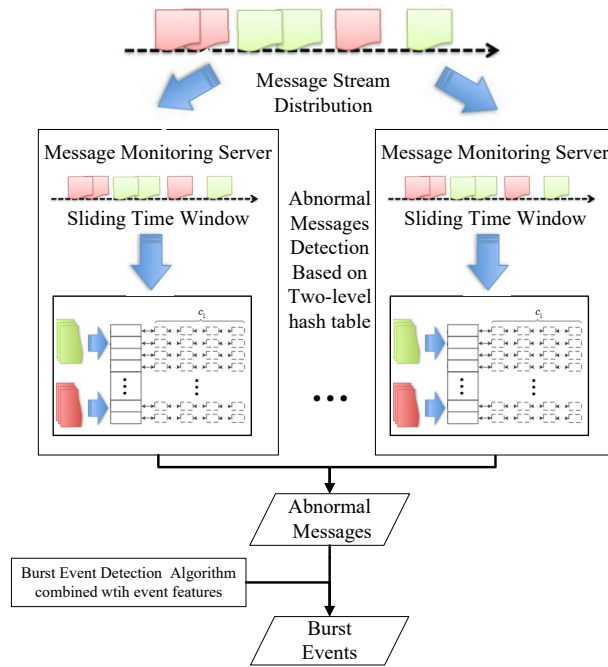 Message Stream
Distribution
Message Monitoring Server
Sliding Time Window
c1
Abnormal
Messages
Detection
Based on
Two-level
hash table
Message Monitoring Server
Sliding Time Window
c1
Abnormal
Messages
Burst Event Detection Algorithm
combined wtih event features
Burst
Events